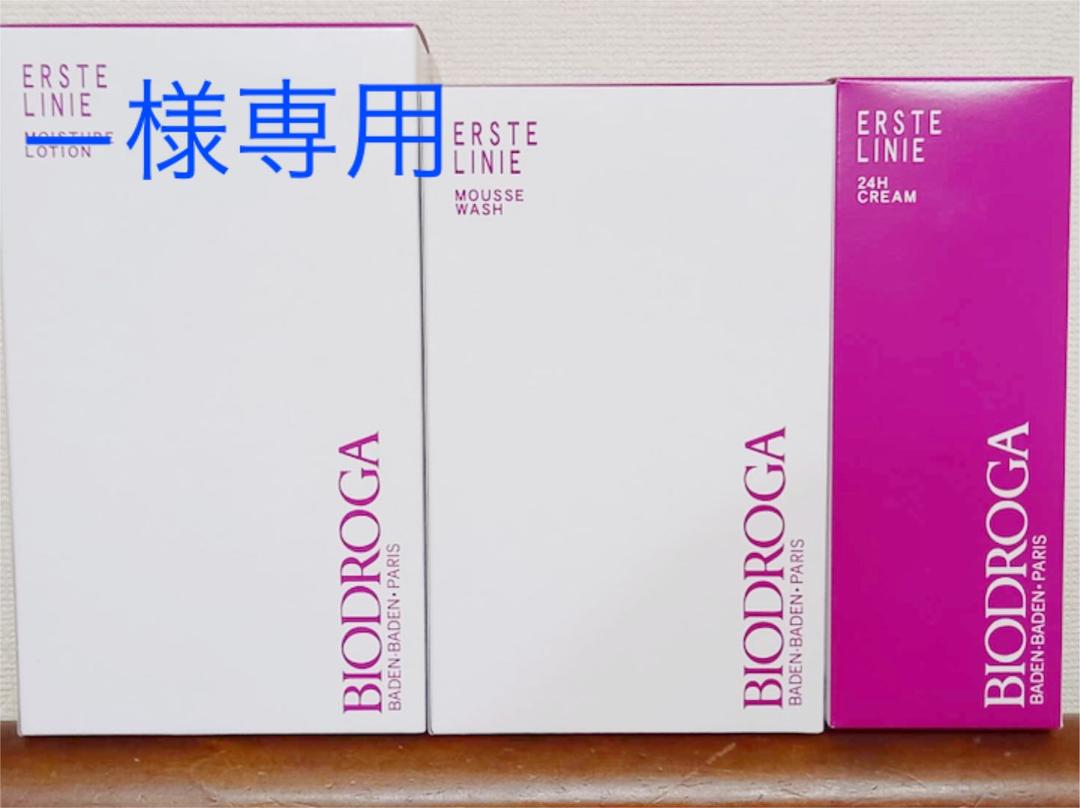 ERSTE
LINIE
MOISTURE
LOTION
様専用
BIODROGA
BADEN-BADEN • PARIS
ERSTE
LINIE
MOUSSE
WASH
BIODROGA
BADEN-BADEN • PARIS
ERSTE
LINIE
24H
CREAM
BIODROGA
BADEN-BADEN • PARIS